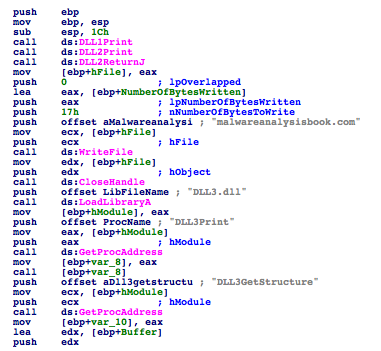 push    ebp
mov     ebp, esp
sub     esp, 1Ch
call    ds:DLL1Print
call    ds:DLL2Print
call    ds:DLL2ReturnJ
mov     [ebp+hFile], eax
push    0               ; lpOverlapped
lea     eax, [ebp+NumberOfBytesWritten]
push    eax             ; lpNumberOfBytesWritten
push    17h             ; nNumberOfBytesToWrite
push    offset aMalwareanalysi ; "malwareanalysisbook.com"
mov     ecx, [ebp+hFile]
push    ecx             ; hFile
call    ds:WriteFile
mov     edx, [ebp+hFile]
push    edx             ; hObject
call    ds:CloseHandle
push    offset LibFileName ; "DLL3.dll"
call    ds:LoadLibraryA
mov     [ebp+hModule], eax
push    offset ProcName ; "DLL3Print"
mov     eax, [ebp+hModule]
push    eax             ; hModule
call    ds:GetProcAddress
mov     [ebp+var_8], eax
call    [ebp+var_8]
push    offset aDll3getstructu ; "DLL3GetStructure"
mov     ecx, [ebp+hModule]
push    ecx             ; hModule
call    ds:GetProcAddress
mov     [ebp+var_10], eax
lea     edx, [ebp+Buffer]
push    edx